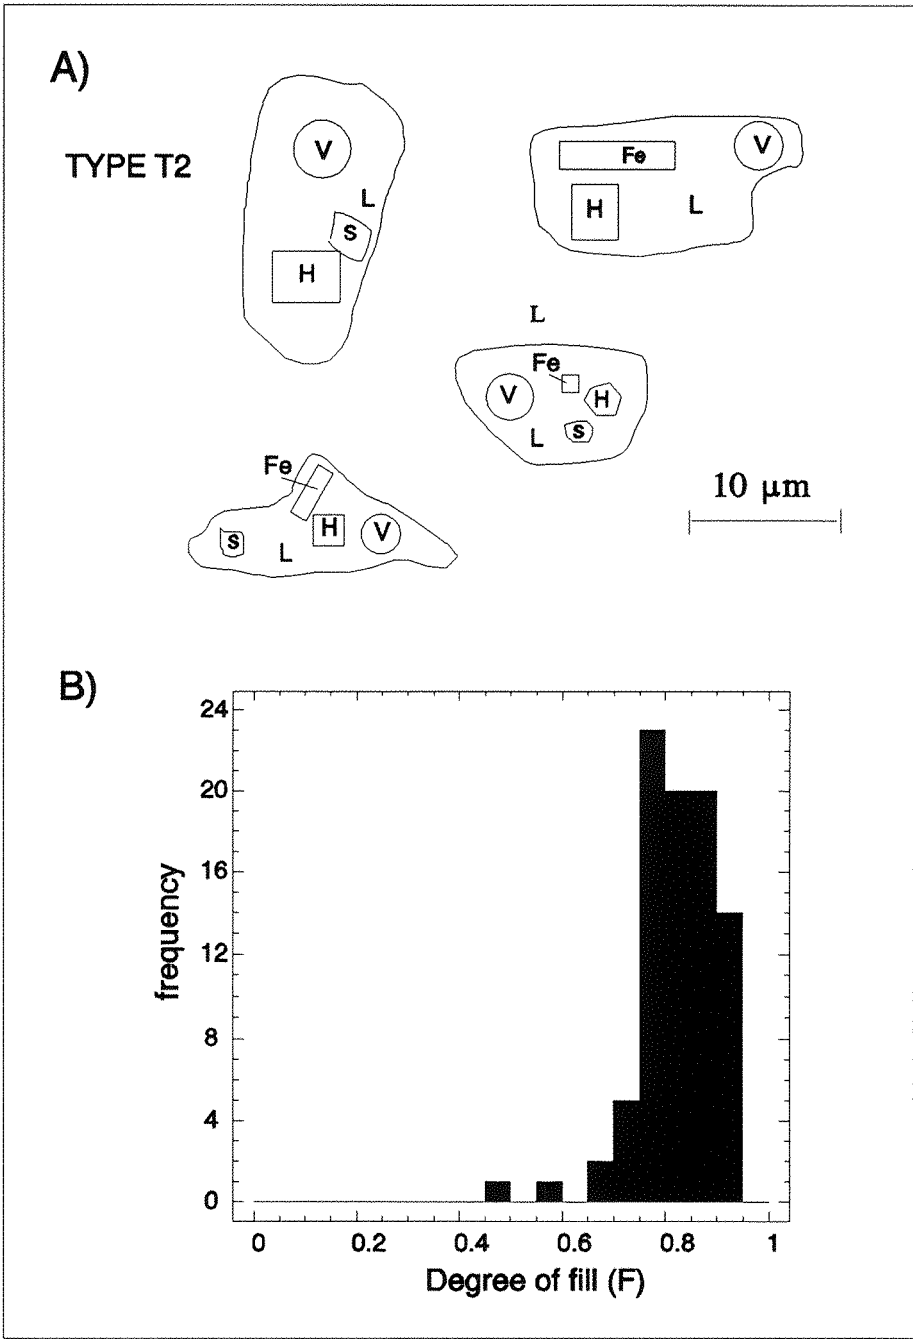 A)
TYPE T2
V
L
S
H
Fe
V
H
L
L
Fe
V
H
S
L
Fe
S
L
H
V
10 µm
B)
24
20
16
12
8
4
0
frequency
0 0.2 0.4 0.6 0.8 1
Degree of fill (F)